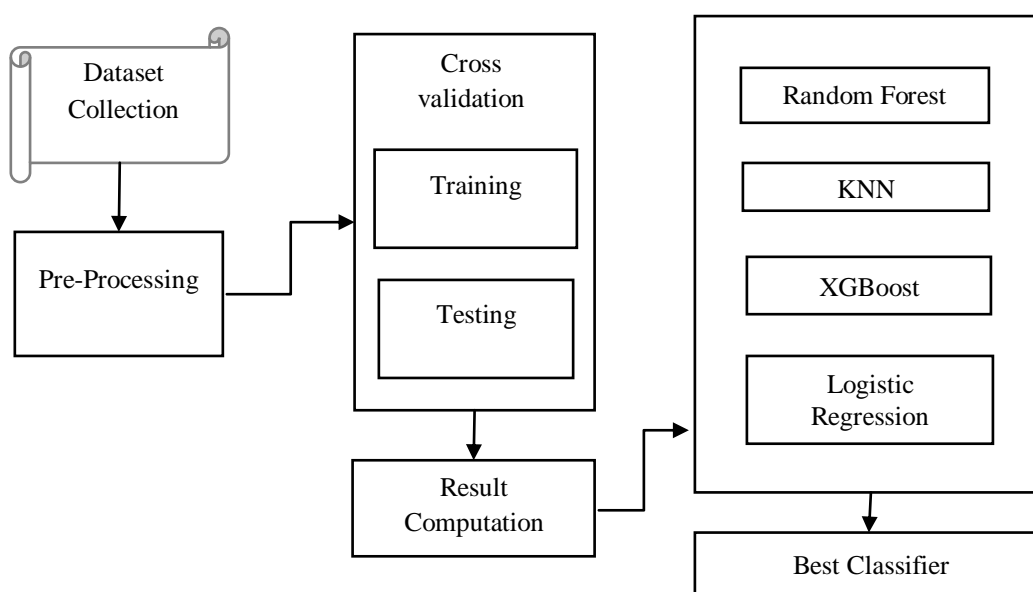 Dataset
Collection
Pre-Processing
Cross
validation
Training
Testing
Result
Computation
Random Forest
KNN
XGBoost
Logistic
Regression
Best Classifier